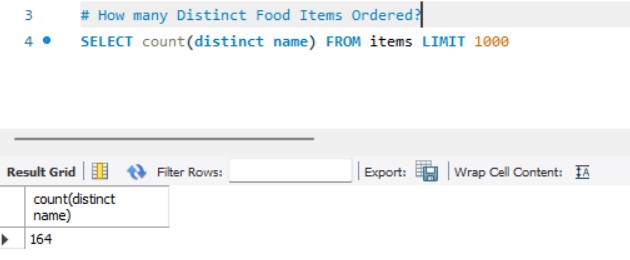 3 # How many Distinct Food Items Ordered?
4 SELECT count(distinct name) FROM items LIMIT 1000
Result Grid Filter Rows: Export: Wrap Cell Content:
count(distinct
name)
164